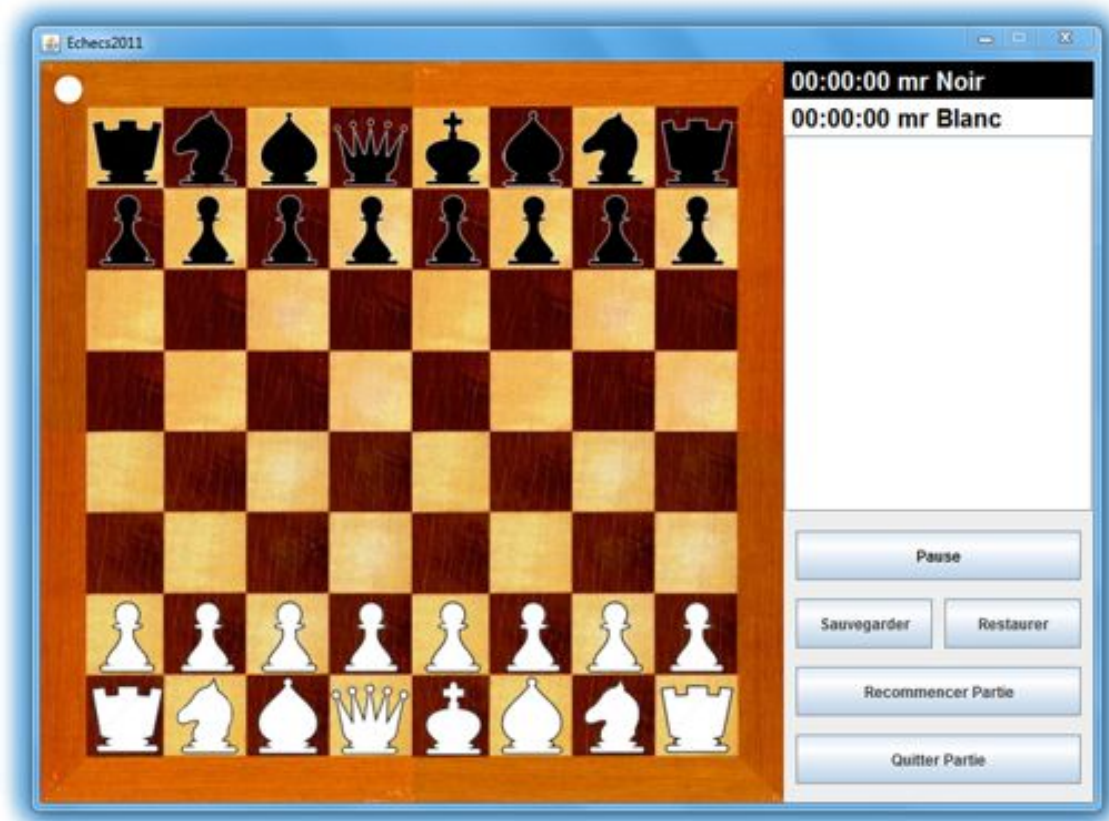 Echecs2011
00:00:00 mr Noir
00:00:00 mr Blanc
Pause
Sauvegarder
Restaurer
Recommencer Partie
Quitter Partie